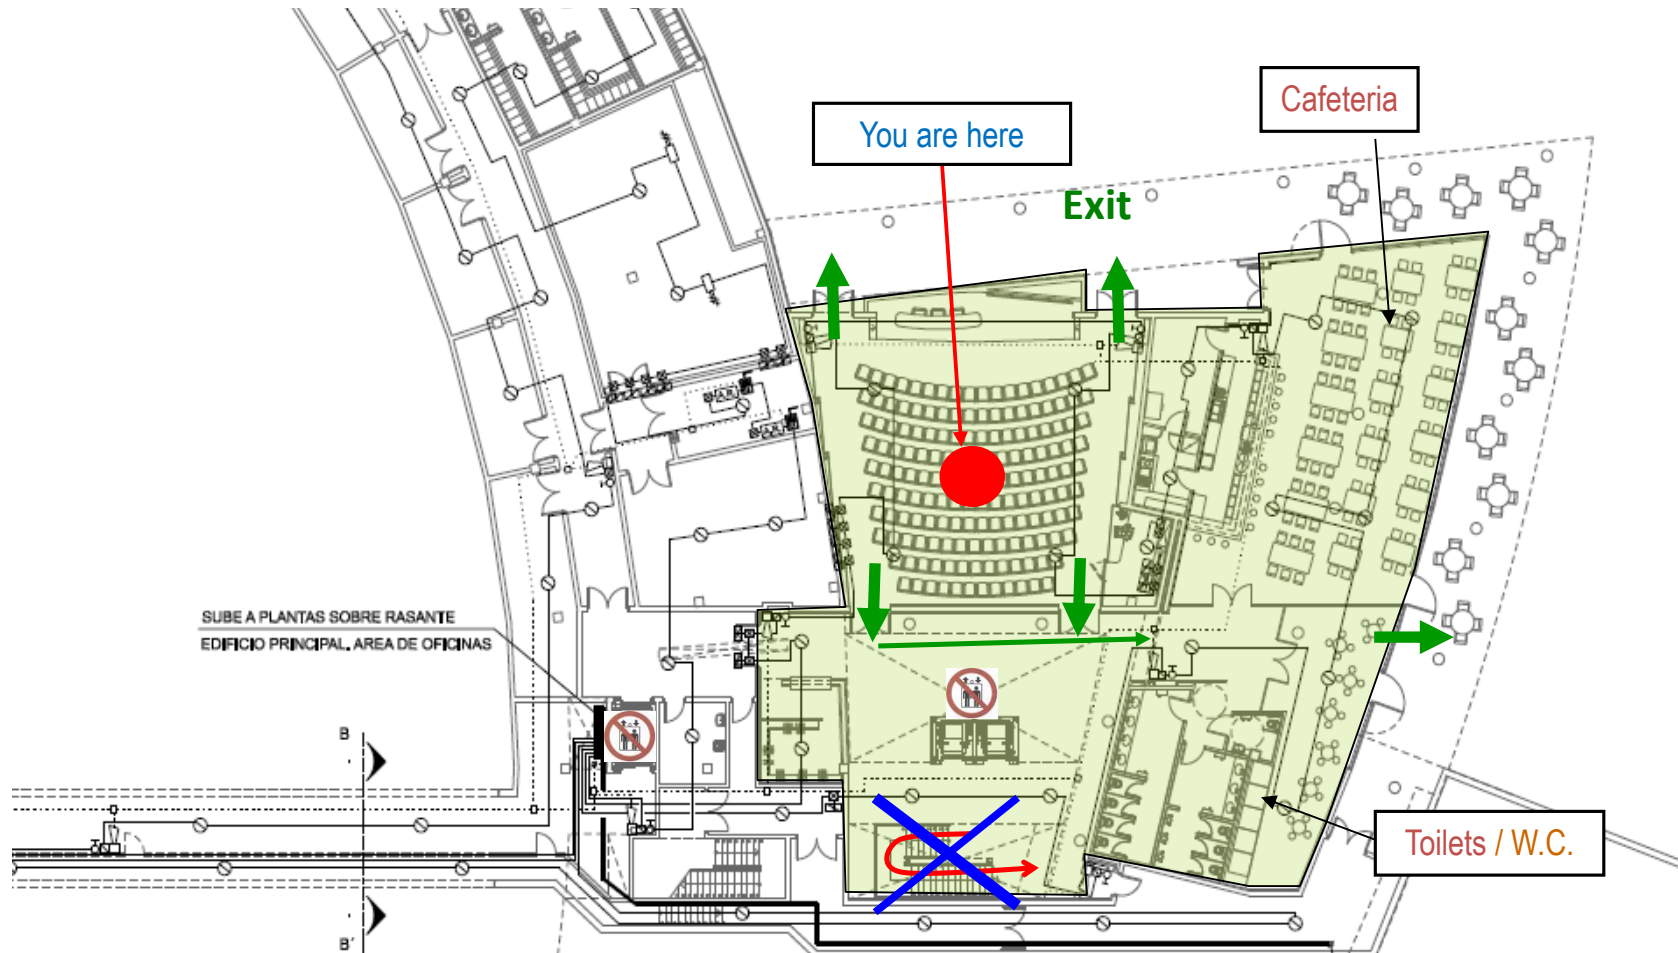 Cafeteria
You are here
Exit
SUBE A PLANTAS SOBRE RASANTE
EDIFICIO PRINCIPAL. AREA DE OFICINAS
B
Toilets / W.C.
B'